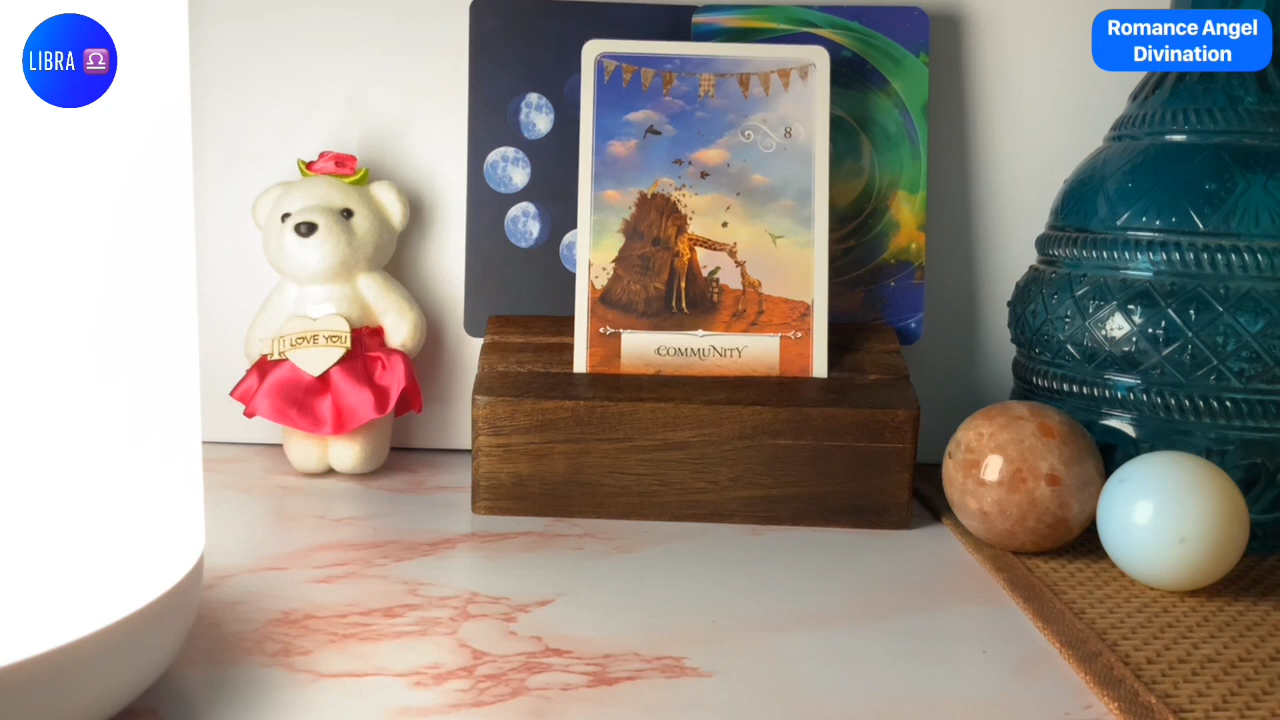 LIBRA ♎
Romance Angel
Divination
8
I LOVE YOU
COMMUNITY